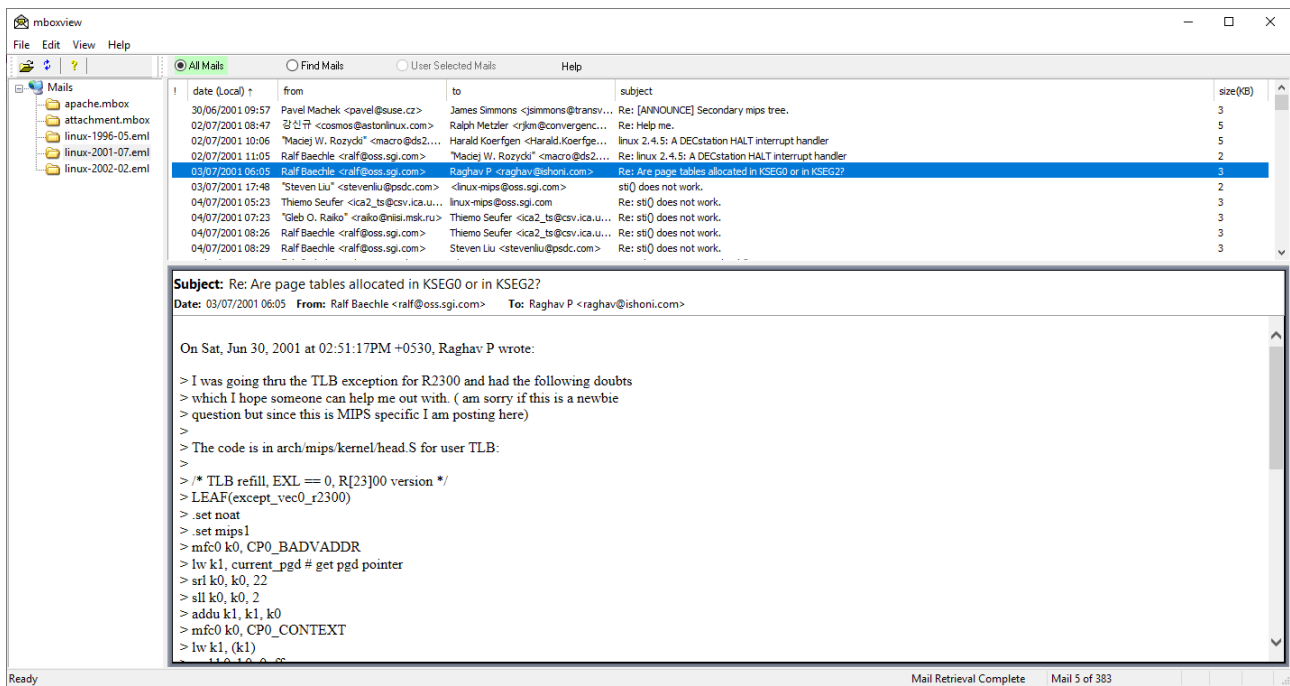 mboxview
File Edit View Help
All Mails Find Mails User Selected Mails Help
Mails
apache.mbox
attachment.mbox
linux-1996-05.eml
linux-2001-07.eml
linux-2002-02.eml
! date (Local) ↑ from to subject size(KB)
30/06/2001 09:57 Pavel Machek <pavel@suse.cz> James Simmons <jsimmons@transv... Re: [ANNOUNCE] Secondary mips tree. 3
02/07/2001 08:47 강신규 <cosmos@astonlinux.com> Ralph Metzler <rjkm@convergenc... Re: Help me. 5
02/07/2001 10:06 "Maciej W. Rozycki" <macro@ds2.... Harald Koerfgen <Harald.Koerfge... linux 2.4.5: A DECstation HALT interrupt handler 5
02/07/2001 11:05 Ralf Baechle <ralf@oss.sgi.com> "Maciej W. Rozycki" <macro@ds2.... Re: linux 2.4.5: A DECstation HALT interrupt handler 2
03/07/2001 06:05 Ralf Baechle <ralf@oss.sgi.com> Raghav P <raghav@ishoni.com> Re: Are page tables allocated in KSEG0 or in KSEG2? 3
03/07/2001 17:48 "Steven Liu" <stevenliu@psdc.com> <linux-mips@oss.sgi.com> sti() does not work. 2
04/07/2001 05:23 Thiemo Seufer <ica2_ts@csv.ica.u... linux-mips@oss.sgi.com Re: sti() does not work. 3
04/07/2001 07:23 "Gleb O. Raiko" <raiko@niisi.msk.ru> Thiemo Seufer <ica2_ts@csv.ica.u... Re: sti() does not work. 3
04/07/2001 08:26 Ralf Baechle <ralf@oss.sgi.com> Thiemo Seufer <ica2_ts@csv.ica.u... Re: sti() does not work. 3
04/07/2001 08:29 Ralf Baechle <ralf@oss.sgi.com> Steven Liu <stevenliu@psdc.com> Re: sti() does not work. 3
Subject: Re: Are page tables allocated in KSEG0 or in KSEG2?
Date: 03/07/2001 06:05 From: Ralf Baechle <ralf@oss.sgi.com> To: Raghav P <raghav@ishoni.com>
On Sat, Jun 30, 2001 at 02:51:17PM +0530, Raghav P wrote:
> I was going thru the TLB exception for R2300 and had the following doubts
> which I hope someone can help me out with. ( am sorry if this is a newbie
> question but since this is MIPS specific I am posting here)
>
> The code is in arch/mips/kernel/head.S for user TLB:
>
> /* TLB refill, EXL == 0, R[23]00 version */
> LEAF(except_vec0_r2300)
> .set noat
> .set mips1
> mfc0 k0, CP0_BADVADDR
> lw k1, current_pgd # get pgd pointer
> srl k0, k0, 22
> sll k0, k0, 2
> addu k1, k1, k0
> mfc0 k0, CP0_CONTEXT
> lw k1, (k1)
Ready Mail Retrieval Complete Mail 5 of 383